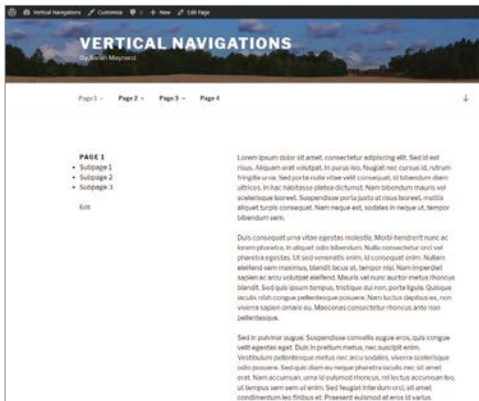 Vertical Navigations Customise 0 New Edit Page
VERTICAL NAVIGATIONS
By Sarah Maynard
Page 1 Page 2 Page 3 Page 4
PAGE 1
Subpage 1
Subpage 2
Subpage 3
Edit
Lorem ipsum dolor sit amet, consectetur adipiscing elit. Sed id est
risus. Aliquam erat volutpat. In purus leo, feugiat nec cursus id, rutrum
fringilla urna. Sed porta nulla vitae velit consequat, id bibendum diam
ultrices. In hac habitasse platea dictumst. Nam bibendum mauris vel
scelerisque laoreet. Suspendisse porta justo at risus laoreet, mattis
aliquet turpis consequat. Nam neque est, sodales in neque ut, tempor
bibendum sem.
Duis consequat urna vitae egestas molestie. Morbi hendrerit nunc ac
lorem pharetra, in aliquet odio bibendum. Nulla consectetur orci vel
pharetra egestas. Ut sed venenatis enim, id consequat enim. Nullam
eleifend sem maximus, blandit lacus at, tempor nisi. Nam imperdiet
sapien ac arcu volutpat eleifend. Mauris vel nunc auctor metus rhoncus
blandit. Sed quis ipsum tempus, tristique dui non, porta ligula. Quisque
iaculis nibh congue pellentesque posuere. Nam luctus dapibus ex, non
viverra sapien ornare eu. Maecenas consectetur rhoncus ante non
pellentesque.
Sed in pulvinar augue. Suspendisse convallis augue eros, quis congue
velit egestas eget. Duis in pretium metus, nec suscipit enim.
Vestibulum pellentesque metus nec arcu sodales, viverra scelerisque
odio posuere. Sed quis diam eu neque pharetra iaculis nec sit amet
erat. Nam accumsan, urna id euismod rhoncus, mi lectus accumsan leo,
ut tempus sem sem ut enim. Sed feugiat interdum orci, sit amet
condimentum leo finibus et. Praesent euismod at eros id varius.